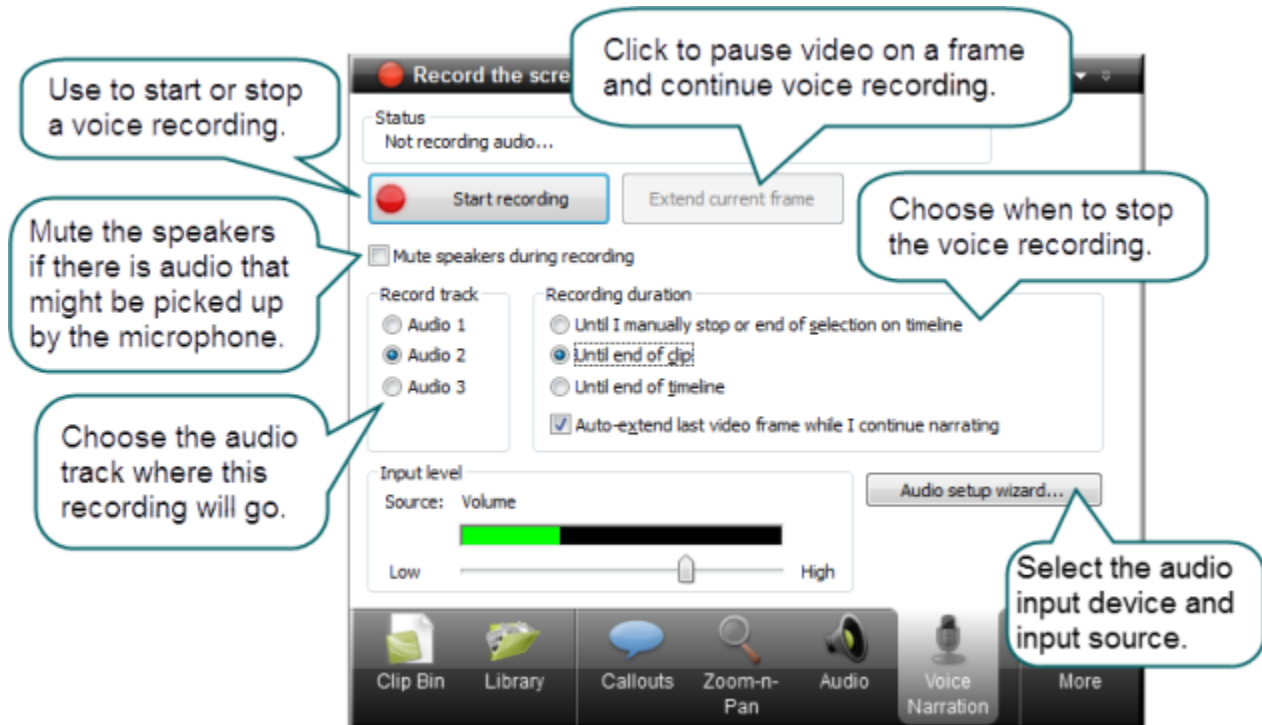 Click to pause video on a frame
and continue voice recording.
Record the scre
Use to start or stop
a voice recording.
Status
Not recording audio...
Start recording
Extend current frame
Choose when to stop
the voice recording.
Mute the speakers
if there is audio that
might be picked up
by the microphone.
Mute speakers during recording
Record track
Audio 1
Audio 2
Audio 3
Recording duration
Until I manually stop or end of selection on timeline
Until end of clip
Until end of timeline
Auto-extend last video frame while I continue narrating
Choose the audio
track where this
recording will go.
Input level
Source: Volume
Low High
Audio setup wizard...
Select the audio
input device and
input source.
Clip Bin
Library
Callouts
Zoom-n-
Pan
Audio
Voice
Narration
More